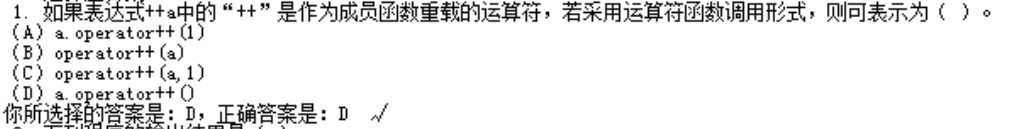 1. 如果表达式++a中的“++”是作为成员函数重载的运算符，若采用运算符函数调用形式，则可表示为（ ）。
(A) a.operator++(1)
(B) operator++(a)
(C) operator++(a,1)
(D) a.operator++()
你所选择的答案是：D，正确答案是：D √